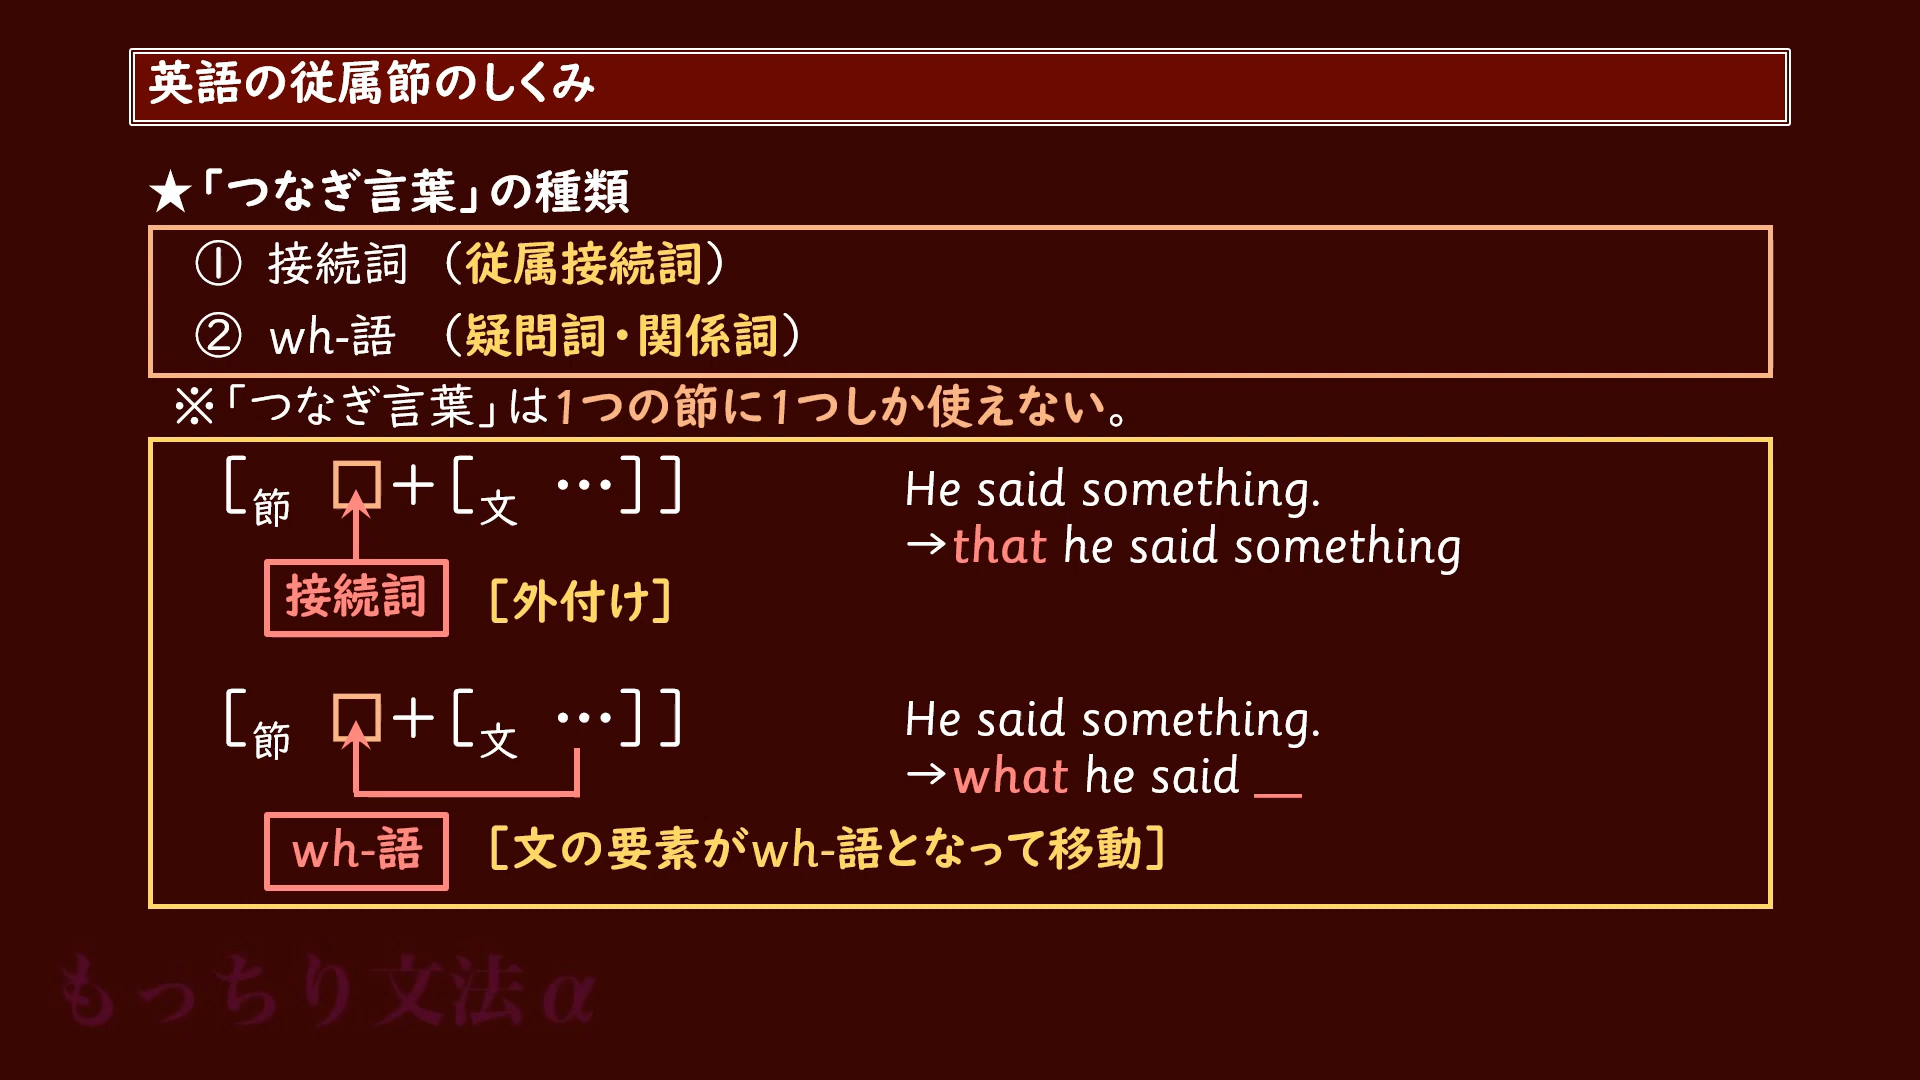 英語の従属節のしくみ
★「つなぎ言葉」の種類
① 接続詞 （従属接続詞）
② wh-語 （疑問詞・関係詞）
※「つなぎ言葉」は1つの節に1つしか使えない。
[節 □＋[文 …] ]
He said something.
→that he said something
接続詞 [外付け]
[節 □＋[文 …] ]
He said something.
→what he said __
wh-語 [文の要素がwh-語となって移動]
もっちり文法α